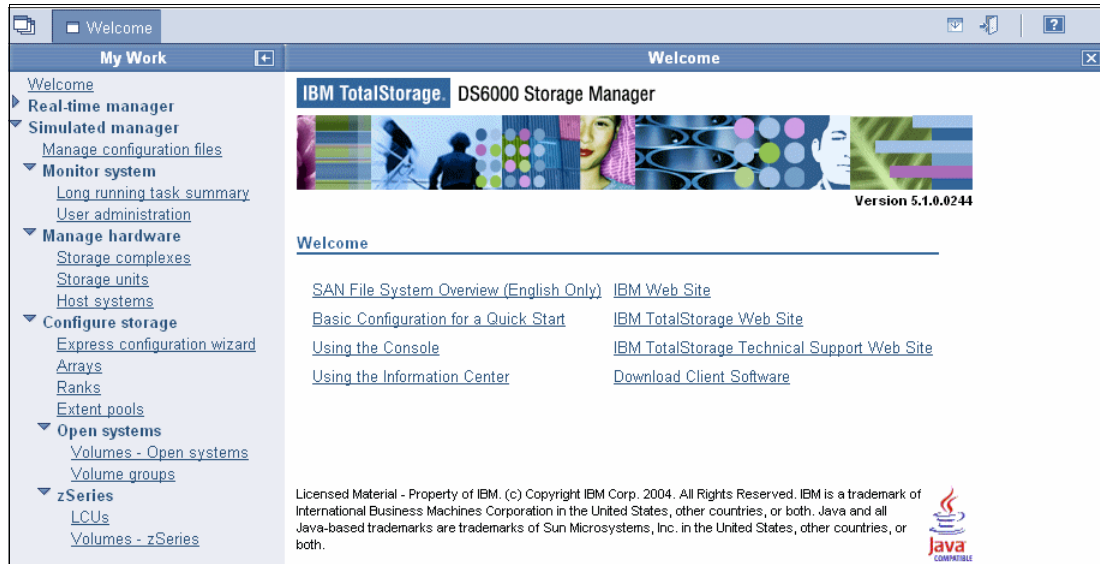 Welcome
?
My Work
Welcome
Welcome
Real-time manager
Simulated manager
Manage configuration files
Monitor system
Long running task summary
User administration
Manage hardware
Storage complexes
Storage units
Host systems
Configure storage
Express configuration wizard
Arrays
Ranks
Extent pools
Open systems
Volumes - Open systems
Volume groups
zSeries
LCUs
Volumes - zSeries
IBM TotalStorage. DS6000 Storage Manager
Version 5.1.0.0244
Welcome
SAN File System Overview (English Only) IBM Web Site
Basic Configuration for a Quick Start IBM TotalStorage Web Site
Using the Console IBM TotalStorage Technical Support Web Site
Using the Information Center Download Client Software
Licensed Material - Property of IBM. (c) Copyright IBM Corp. 2004. All Rights Reserved. IBM is a trademark of
International Business Machines Corporation in the United States, other countries, or both. Java and all
Java-based trademarks are trademarks of Sun Microsystems, Inc. in the United States, other countries, or
both.
Java
COMPATIBLE